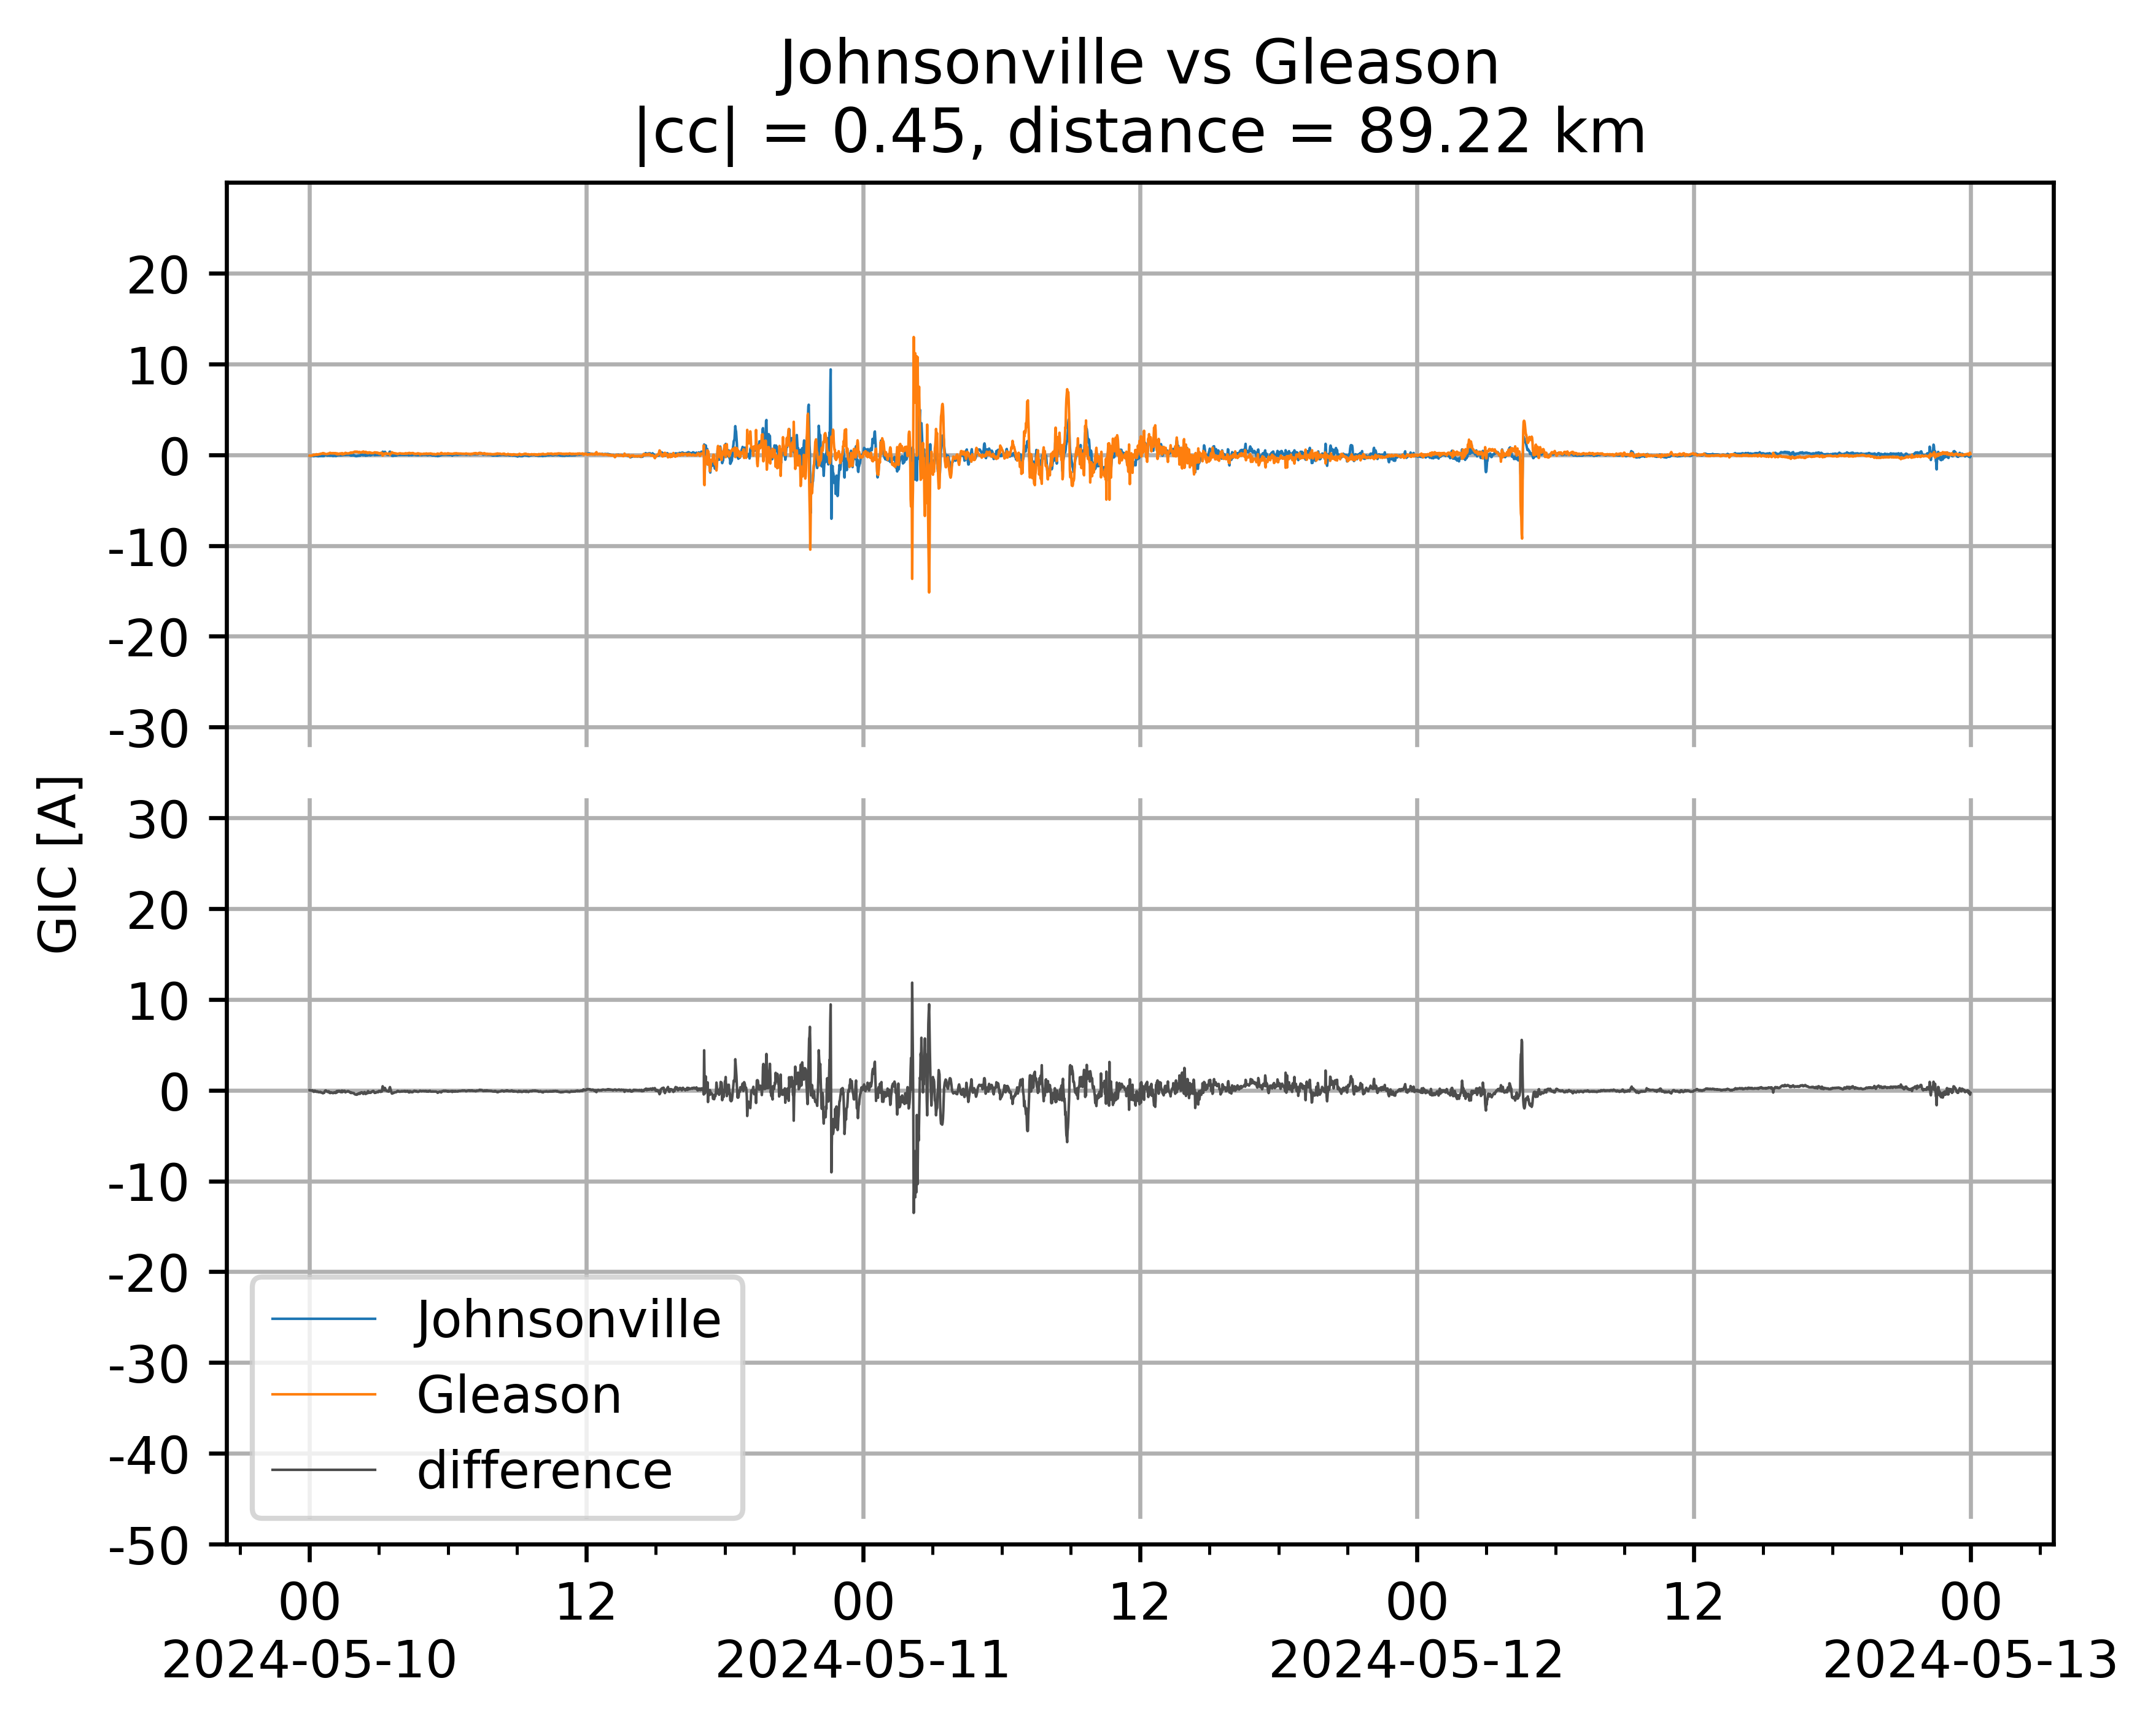 Johnsonville vs Gleason
|cc| = 0.45, distance = 89.22 km
GIC [A]
20
10
0
-10
-20
-30
30
20
10
0
-10
-20
-30
-40
-50
Johnsonville
Gleason
difference
00 12 00 12 00 12 00
2024-05-10 2024-05-11 2024-05-12 2024-05-13